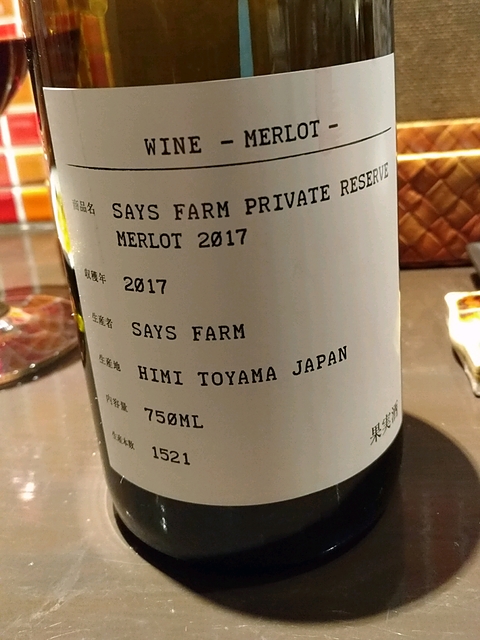 WINE - MERLOT -
商品名 SAYS FARM PRIVATE RESERVE
MERLOT 2017
収穫年 2017
生産者 SAYS FARM
生産地 HIMI TOYAMA JAPAN
内容量 750ML
生産本数 1521
果実酒